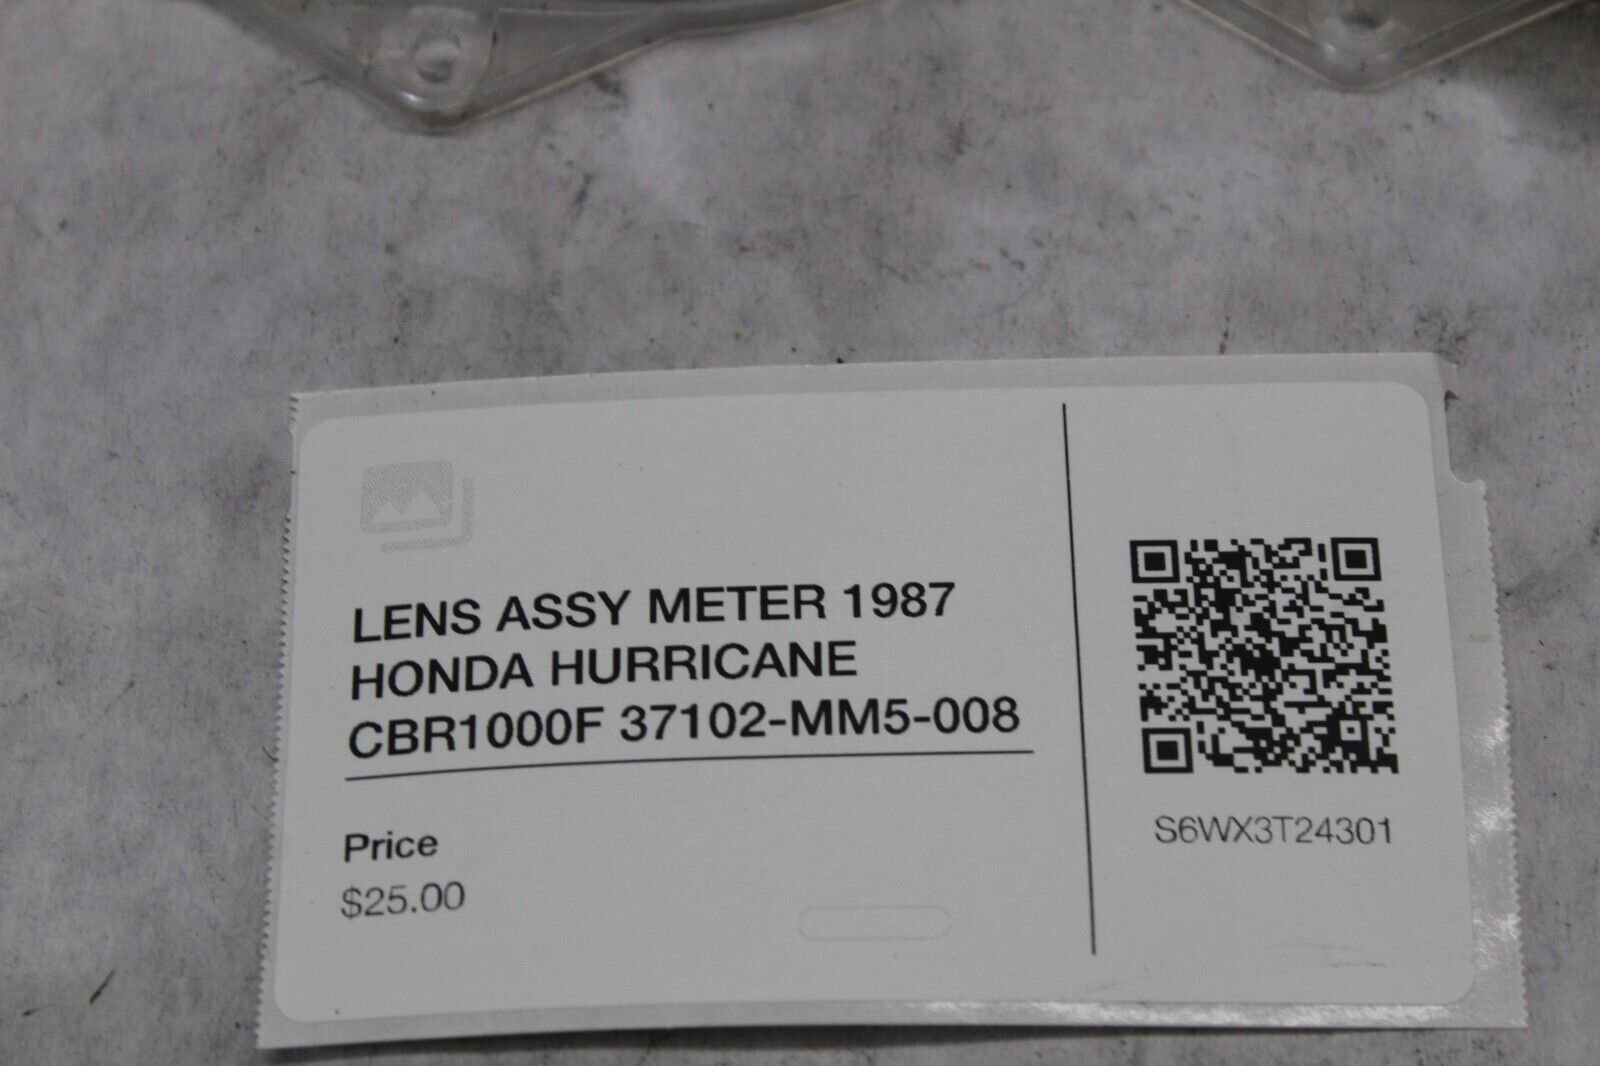 LENS ASSY METER 1987
HONDA HURRICANE
CBR1000F 37102-MM5-008
Price
$25.00
S6WX3T24301